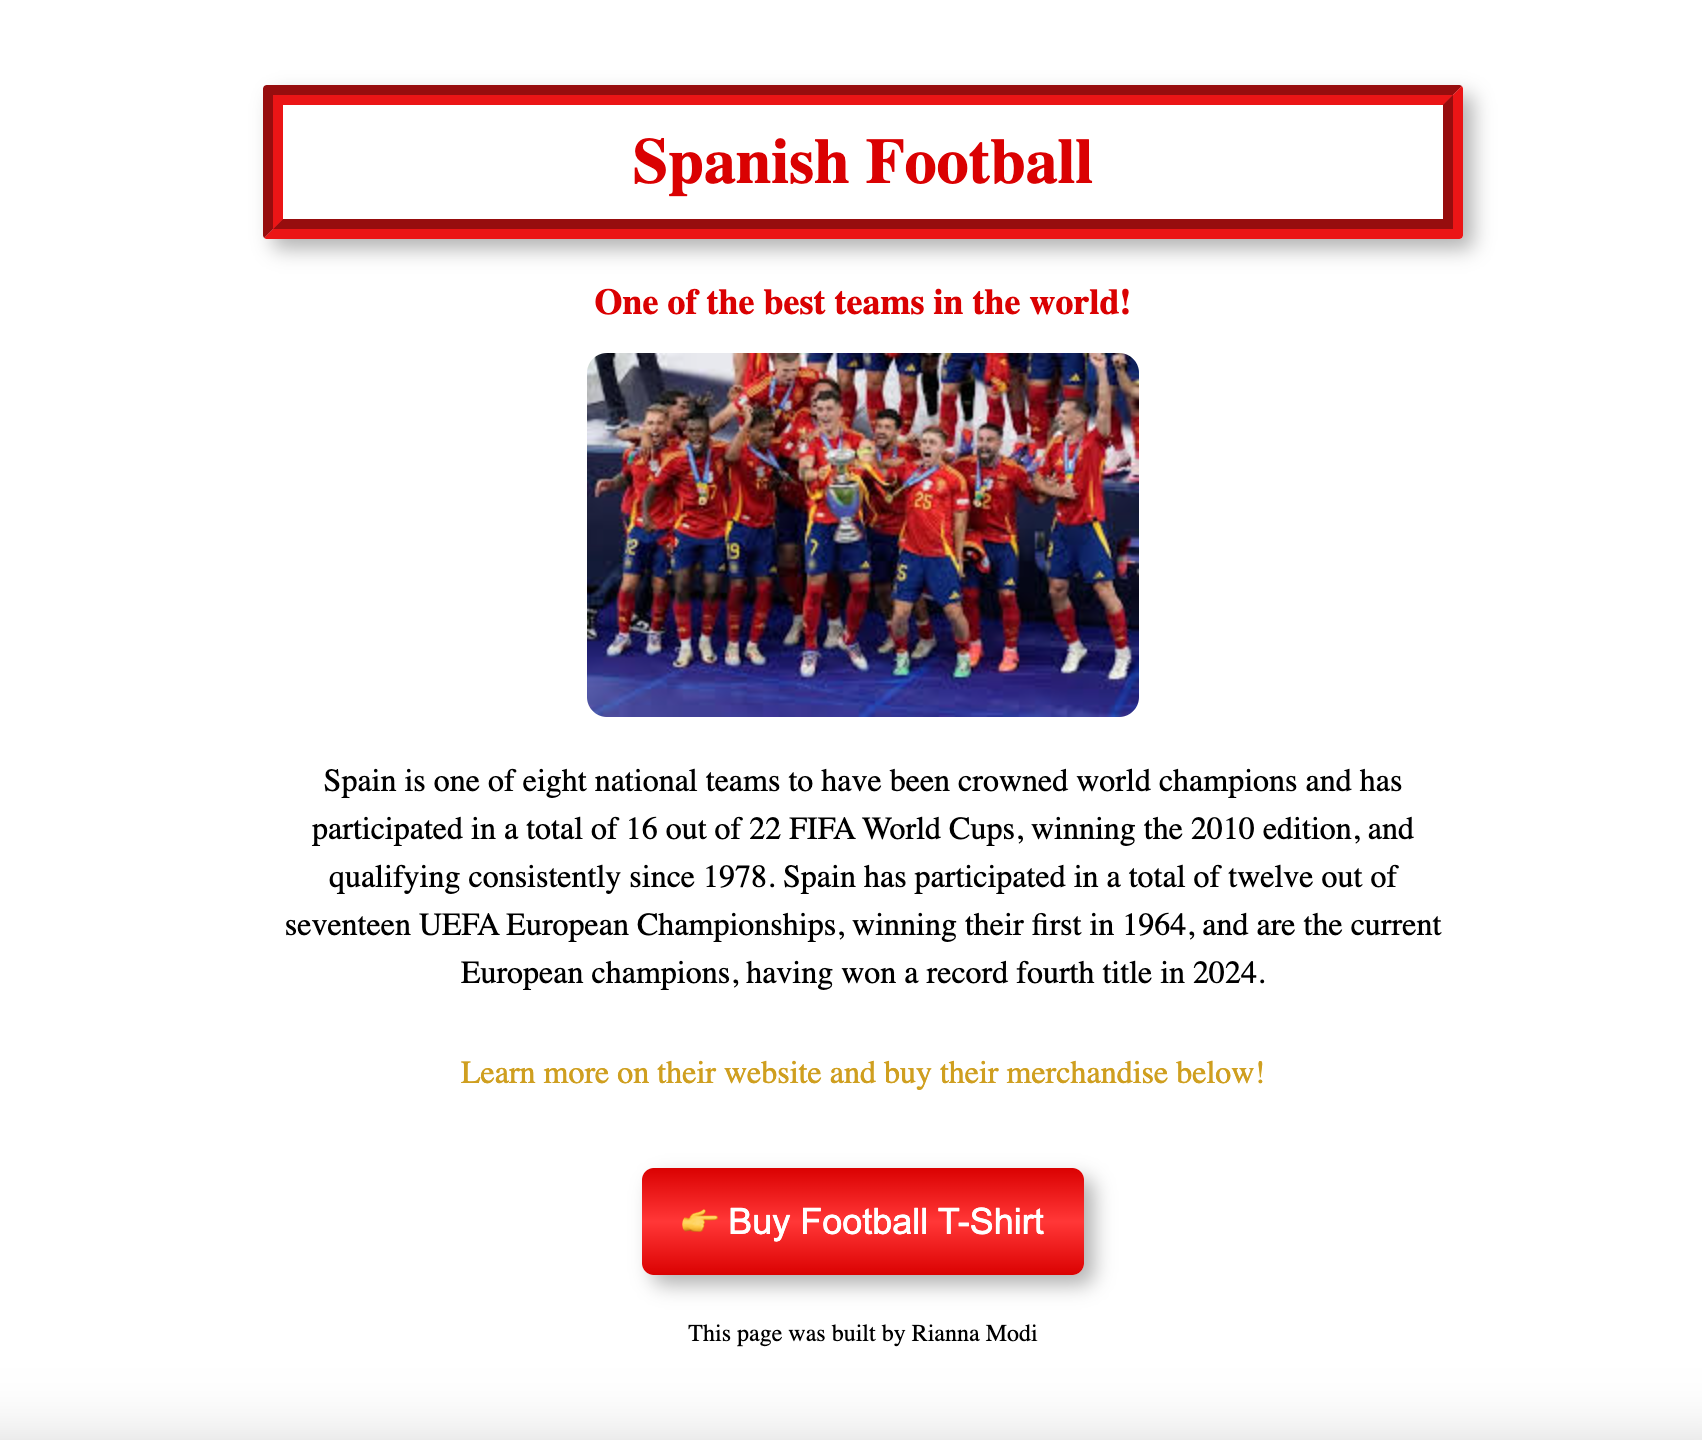 Spanish Football
One of the best teams in the world!
25
19
7
Spain is one of eight national teams to have been crowned world champions and has
participated in a total of 16 out of 22 FIFA World Cups, winning the 2010 edition, and
qualifying consistently since 1978. Spain has participated in a total of twelve out of
seventeen UEFA European Championships, winning their first in 1964, and are the current
European champions, having won a record fourth title in 2024.
Learn more on their website and buy their merchandise below!
👉 Buy Football T-Shirt
This page was built by Rianna Modi